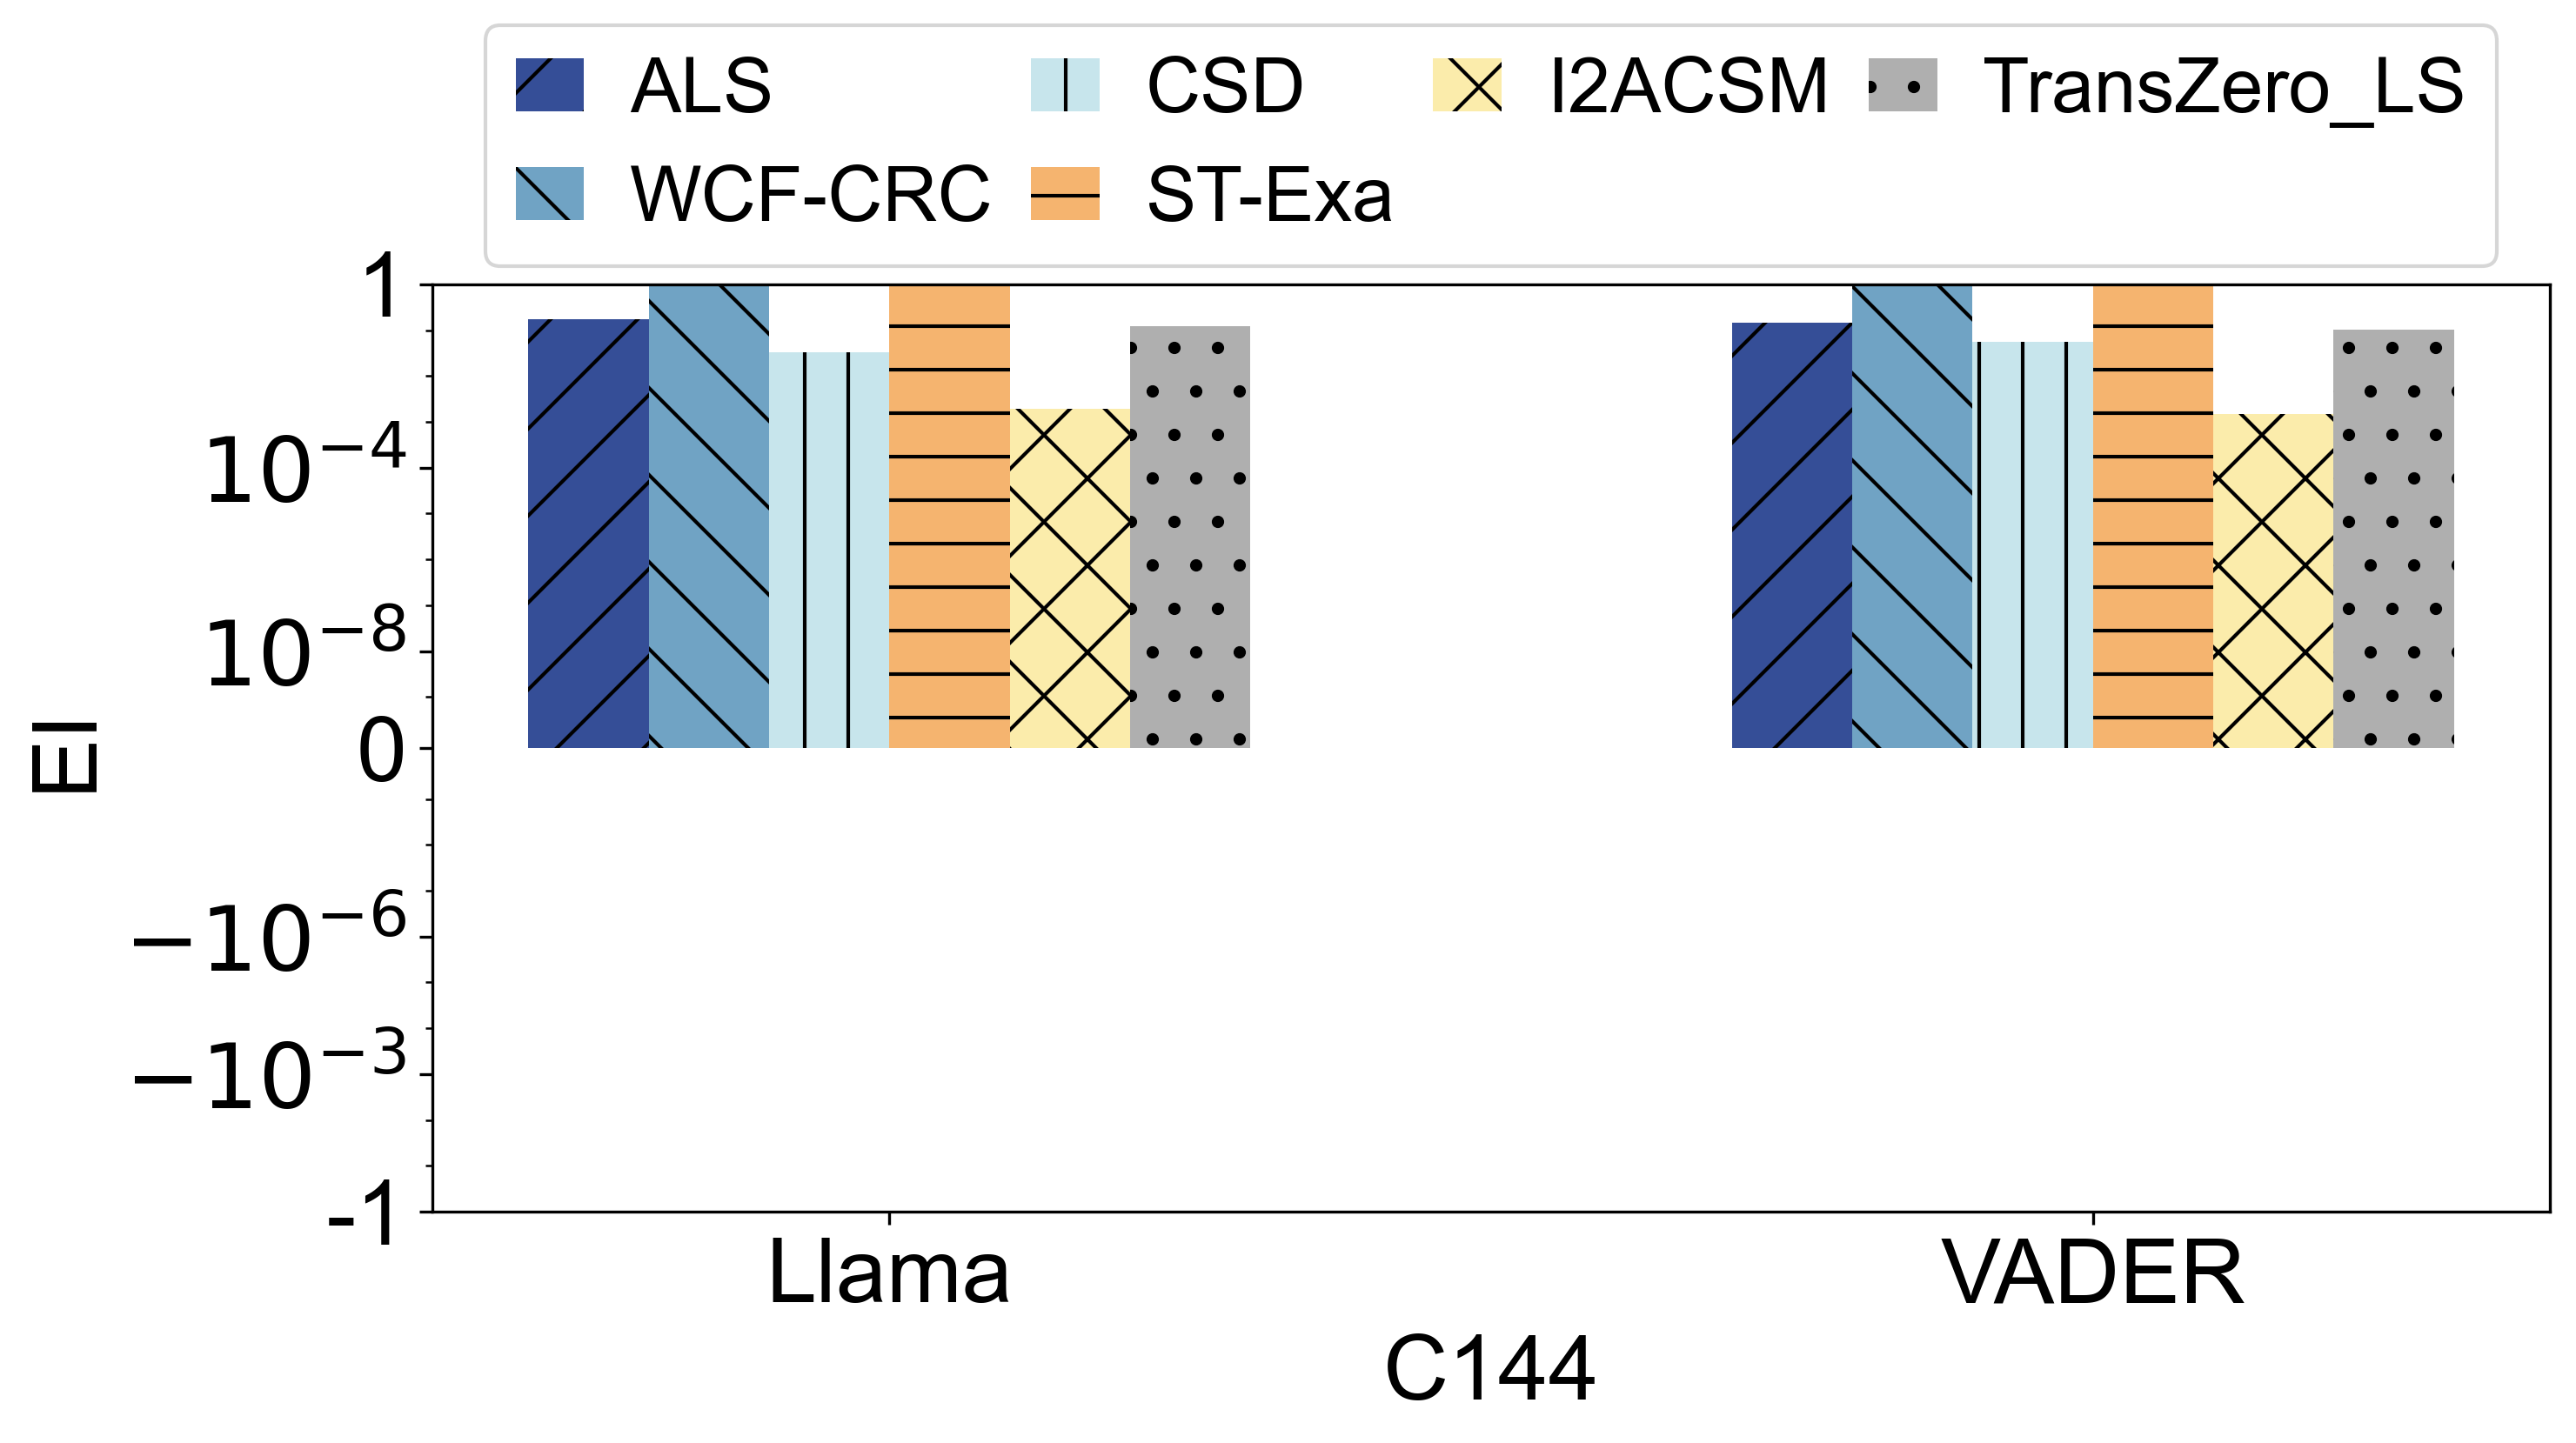 ALS CSD I2ACSM TransZero_LS
WCF-CRC ST-Exa
1
10⁻⁴
10⁻⁸
0
−10⁻⁶
−10⁻³
-1
EI
Llama VADER
C144